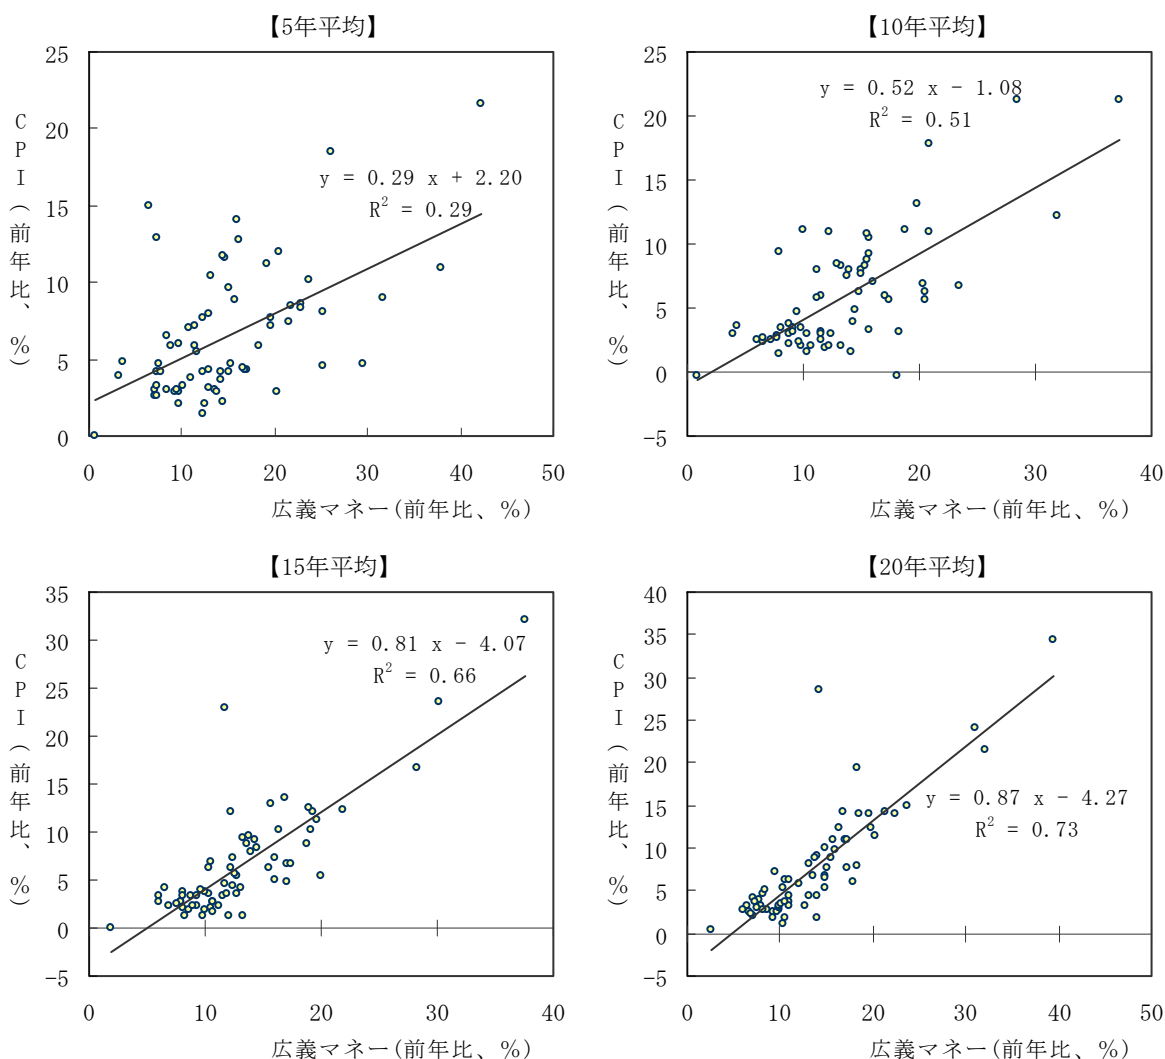 【5年平均】
25
20
15
10
5
0
CPI(前年比、%)
y = 0.29 x + 2.20
R² = 0.29
0 10 20 30 40 50
広義マネー(前年比、%)
【10年平均】
25
20
15
10
5
0
-5
CPI(前年比、%)
y = 0.52 x - 1.08
R² = 0.51
0 10 20 30 40
広義マネー(前年比、%)
【15年平均】
35
30
25
20
15
10
5
0
-5
CPI(前年比、%)
y = 0.81 x - 4.07
R² = 0.66
0 10 20 30 40
広義マネー(前年比、%)
【20年平均】
40
35
30
25
20
15
10
5
0
-5
CPI(前年比、%)
y = 0.87 x - 4.27
R² = 0.73
0 10 20 30 40 50
広義マネー(前年比、%)